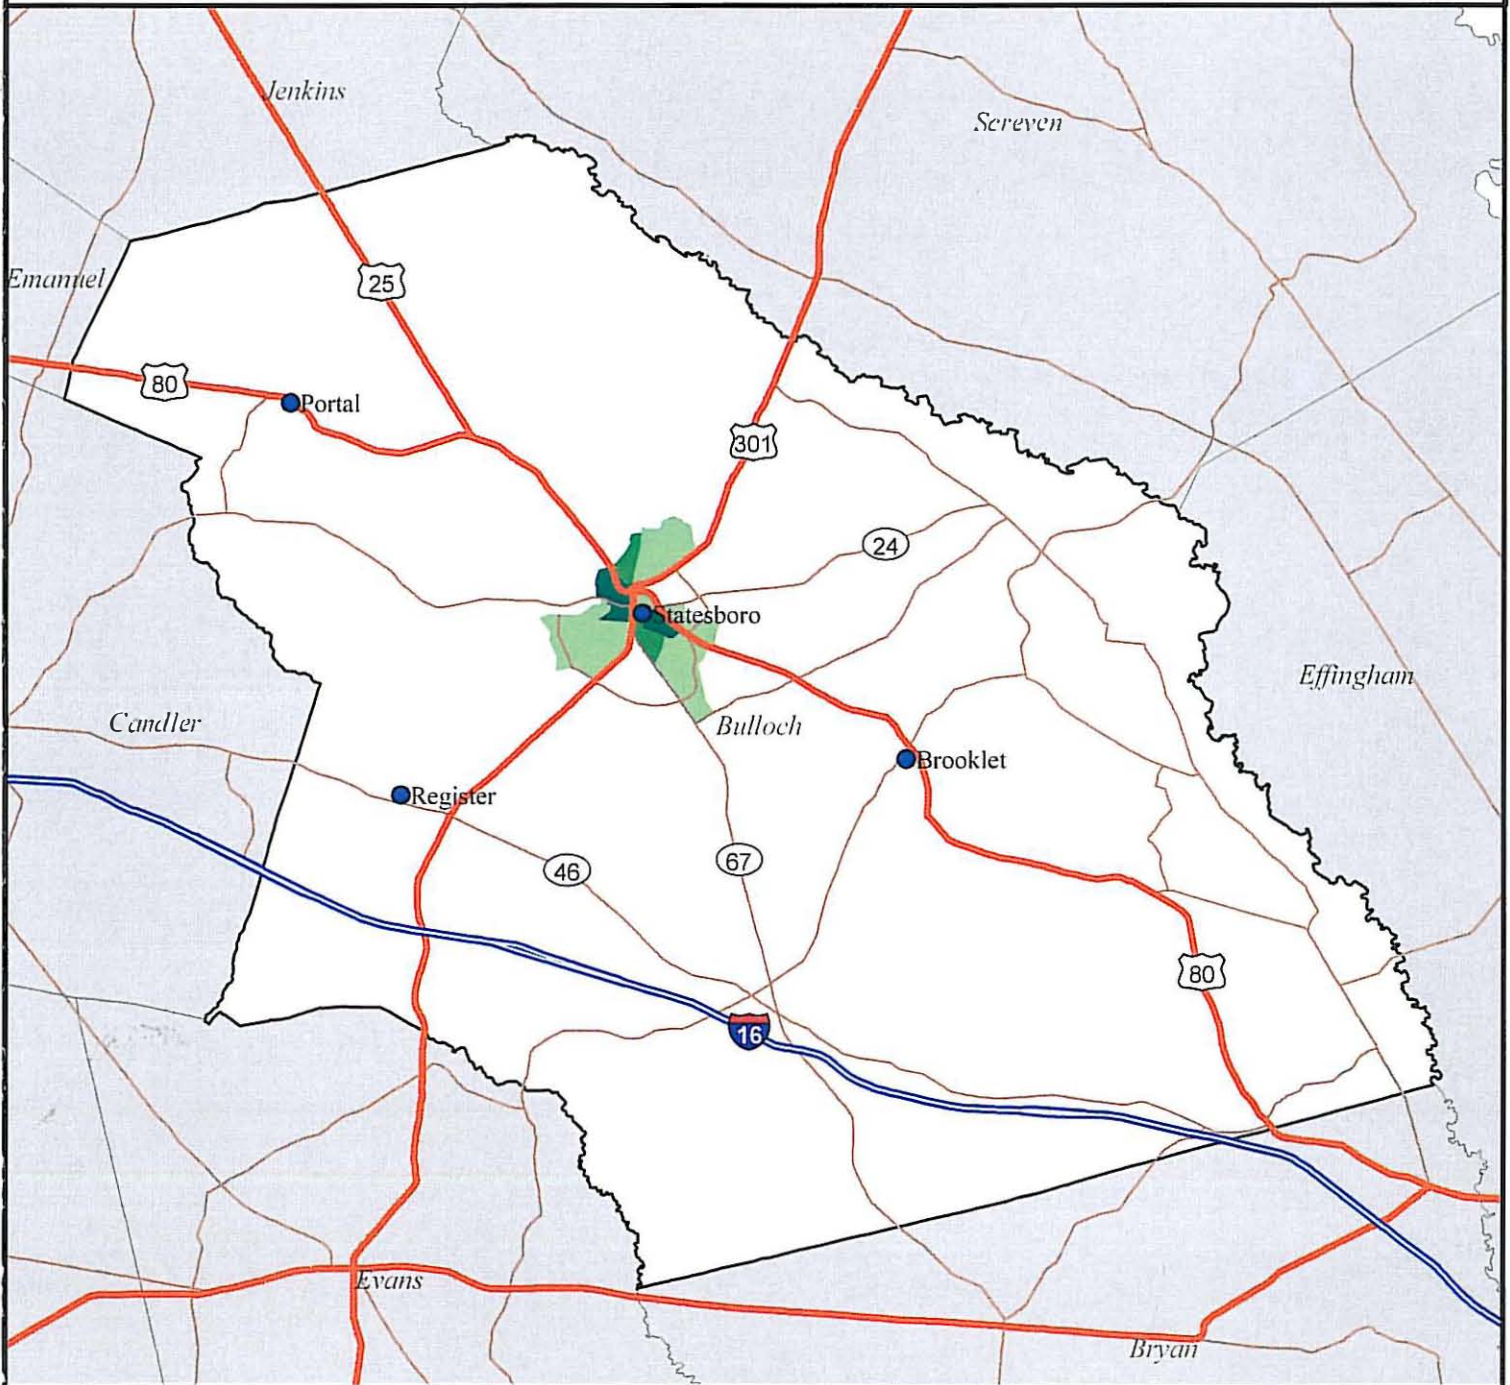 Jenkins
Screven
Emanuel
25
80
Portal
301
24
Statesboro
Effingham
Candler
Bulloch
Brooklet
Register
46
67
80
16
Evans
Bryan